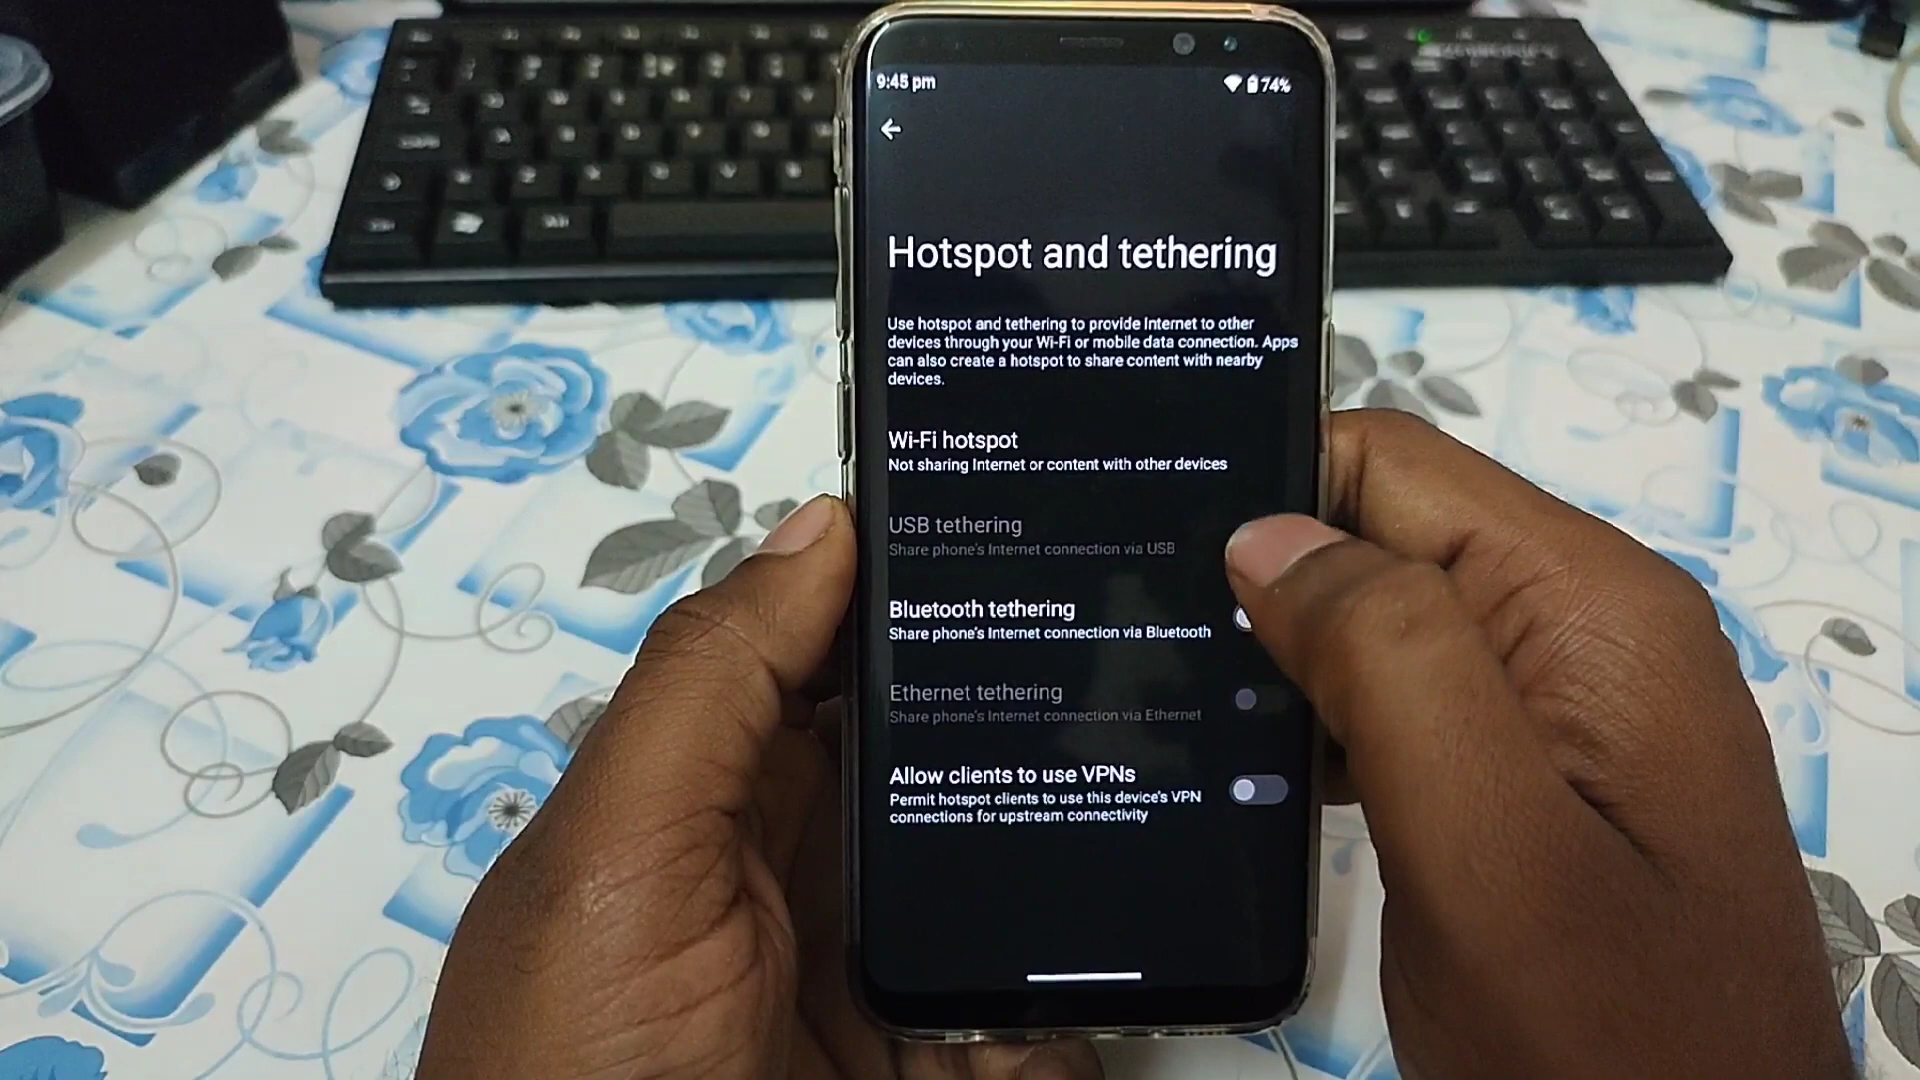 9:45 pm
74%
Hotspot and tethering
Use hotspot and tethering to provide Internet to other
devices through your Wi-Fi or mobile data connection. Apps
can also create a hotspot to share content with nearby
devices.
Wi-Fi hotspot
Not sharing Internet or content with other devices
USB tethering
Share phone's Internet connection via USB
Bluetooth tethering
Share phone's Internet connection via Bluetooth
Ethernet tethering
Share phone's Internet connection via Ethernet
Allow clients to use VPNs
Permit hotspot clients to use this device's VPN
connections for upstream connectivity